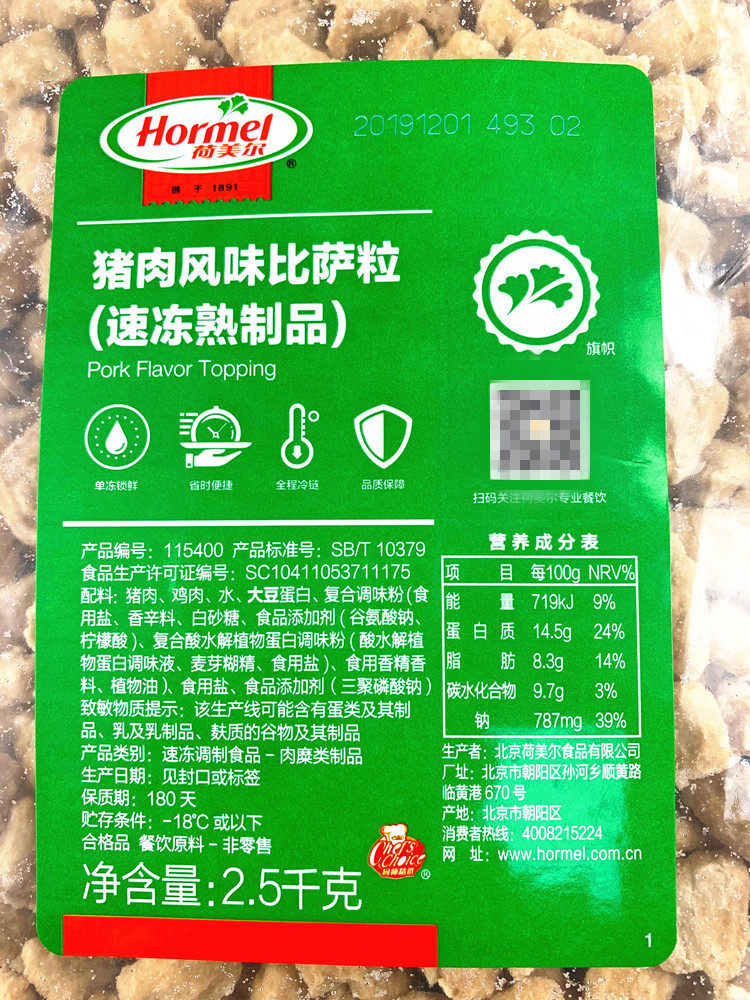 Hormel
荷美尔
®
创于1891
20191201 493 02
猪肉风味比萨粒
(速冻熟制品)
Pork Flavor Topping
旗帜
单冻锁鲜
省时便捷
全程冷链
品质保障
扫码关注荷美尔专业餐饮
产品编号：115400 产品标准号：SB/T 10379
食品生产许可证编号：SC10411053711175
配料：猪肉、鸡肉、水、大豆蛋白、复合调味粉(食
用盐、香辛料、白砂糖、食品添加剂(谷氨酸钠、
柠檬酸)、复合酸水解植物蛋白调味粉(酸水解植
物蛋白调味液、麦芽糊精、食用盐)、食用香精香
料、植物油)、食用盐、食品添加剂(三聚磷酸钠)
致敏物质提示：该生产线可能含有蛋类及其制
品、乳及乳制品、麸质的谷物及其制品
产品类别：速冻调制食品-肉糜类制品
生产日期：见封口或标签
保质期：180天
贮存条件：-18℃或以下
合格品 餐饮原料-非零售
净含量:2.5千克
Chef's
Choice
厨师精选
®
营养成分表
项目 每100g NRV%
能量 719kJ 9%
蛋白质 14.5g 24%
脂肪 8.3g 14%
碳水化合物 9.7g 3%
钠 787mg 39%
生产者：北京荷美尔食品有限公司
厂址：北京市朝阳区孙河乡顺黄路
临黄港670号
产地：北京市朝阳区
消费者热线：4008215224
网址：www.hormel.com.cn
1